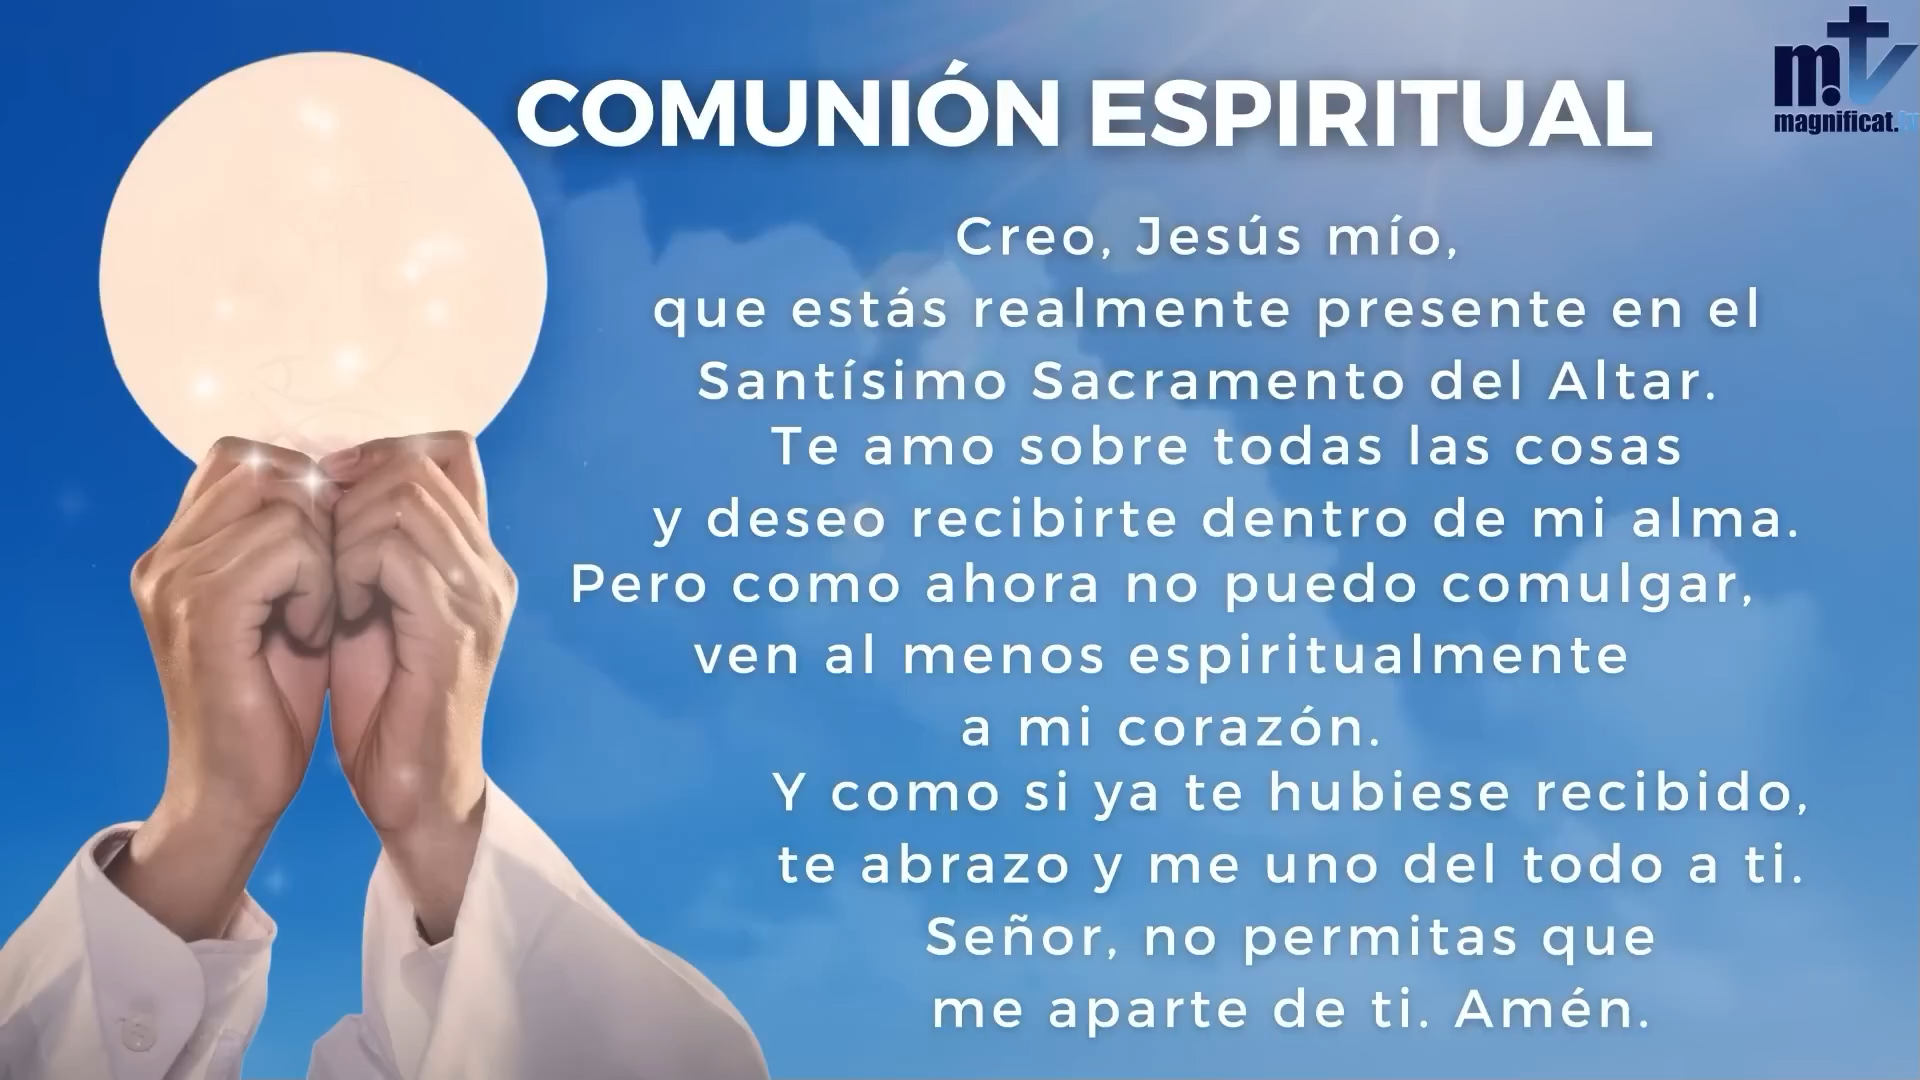 COMUNIÓN ESPIRITUAL
magnificat.tv
Creo, Jesús mío,
que estás realmente presente en el
Santísimo Sacramento del Altar.
Te amo sobre todas las cosas
y deseo recibirte dentro de mi alma.
Pero como ahora no puedo comulgar,
ven al menos espiritualmente
a mi corazón.
Y como si ya te hubiese recibido,
te abrazo y me uno del todo a ti.
Señor, no permitas que
me aparte de ti. Amén.